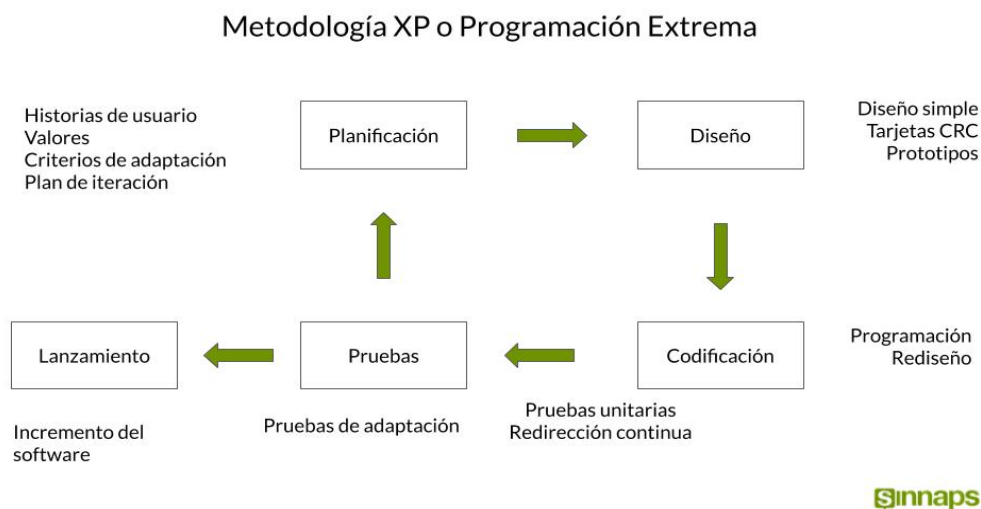 Metodología XP o Programación Extrema
Historias de usuario
Valores
Criterios de adaptación
Plan de iteración
Planificación
Diseño
Diseño simple
Tarjetas CRC
Prototipos
Lanzamiento
Pruebas
Codificación
Programación
Rediseño
Incremento del
software
Pruebas de adaptación
Pruebas unitarias
Redirección continua
sinnaps